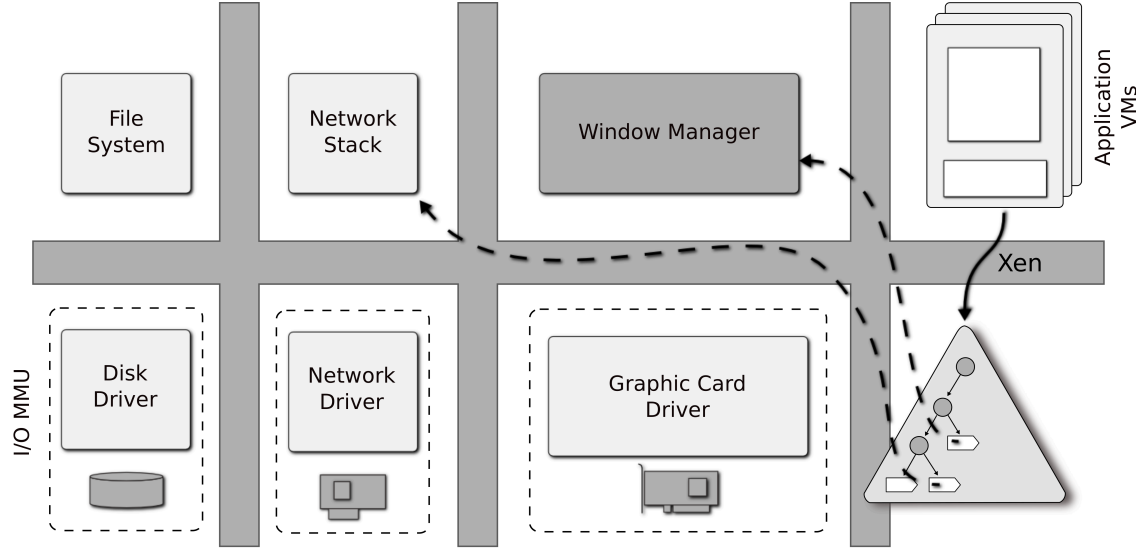 File
System
Network
Stack
Window Manager
Application
VMs
Xen
I/O MMU
Disk
Driver
Network
Driver
Graphic Card
Driver